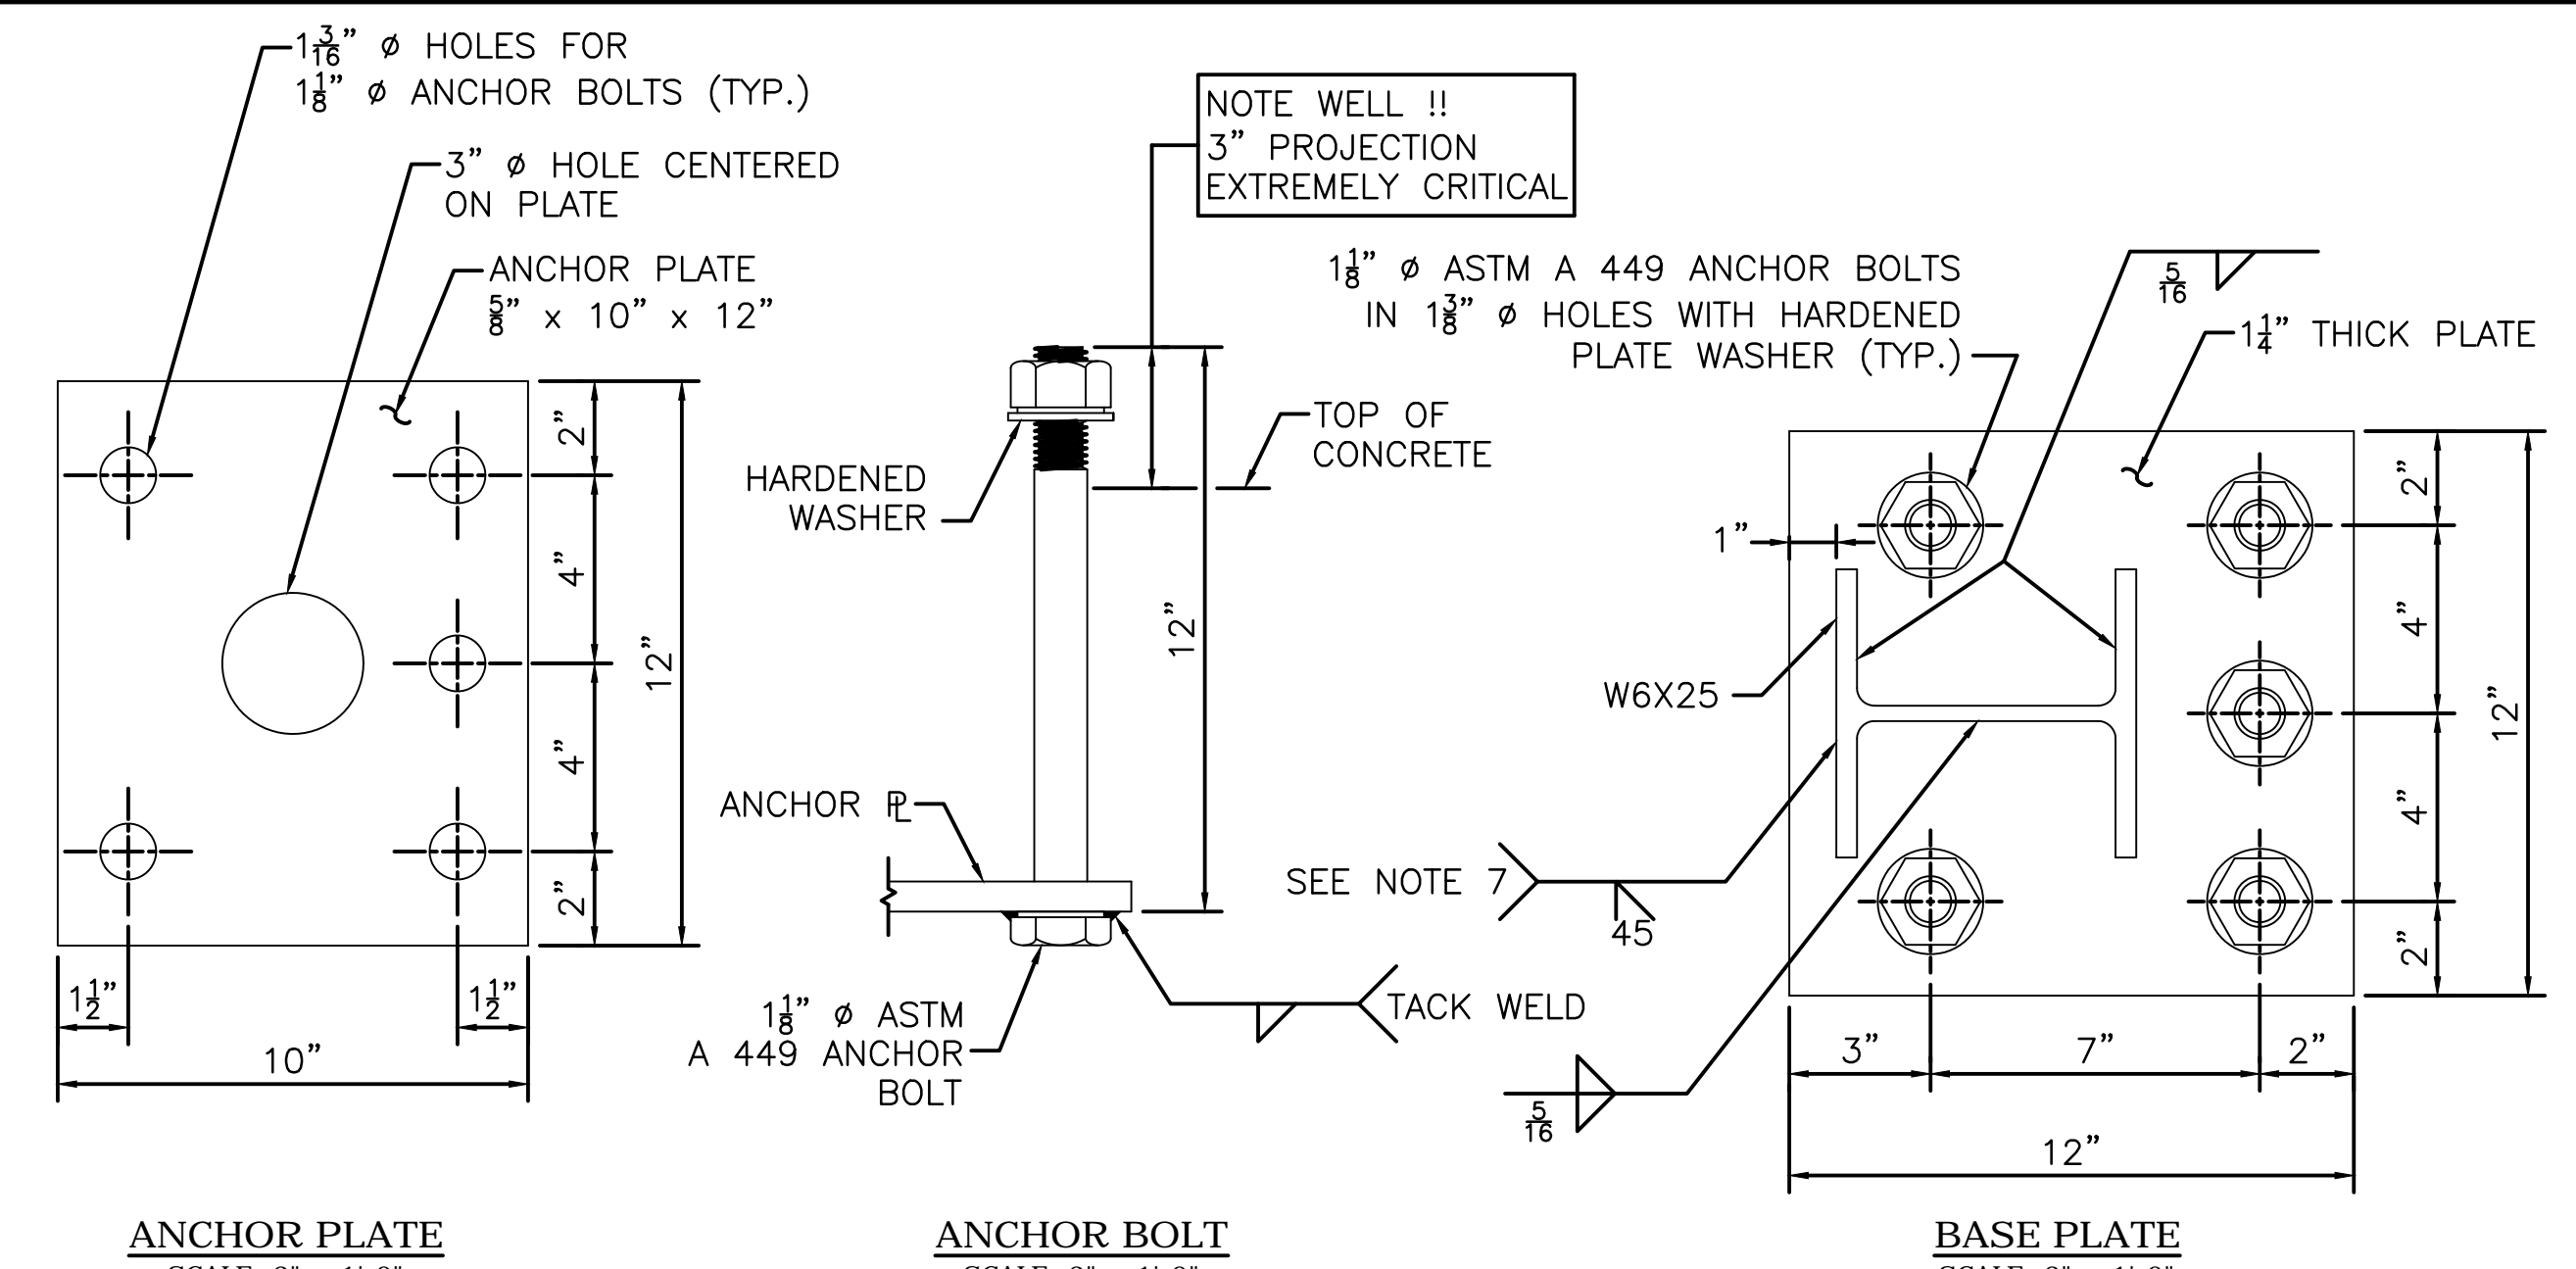 1 3/16” ø HOLES FOR
1 1/8” ø ANCHOR BOLTS (TYP.)
3” ø HOLE CENTERED
ON PLATE
ANCHOR PLATE
5/8” x 10” x 12”
2”
4”
4”
2”
12”
1 1/2”
1 1/2”
10”
ANCHOR PLATE
NOTE WELL !!
3” PROJECTION
EXTREMELY CRITICAL
TOP OF
CONCRETE
HARDENED
WASHER
12”
ANCHOR ℄
TACK WELD
1 1/8” ø ASTM
A 449 ANCHOR
BOLT
ANCHOR BOLT
1 1/8” ø ASTM A 449 ANCHOR BOLTS
IN 1 3/8” ø HOLES WITH HARDENED
PLATE WASHER (TYP.)
5/16
1 1/4” THICK PLATE
1”
W6X25
SEE NOTE 7
45
5/16
2”
4”
4”
2”
12”
3”
7”
2”
12”
BASE PLATE